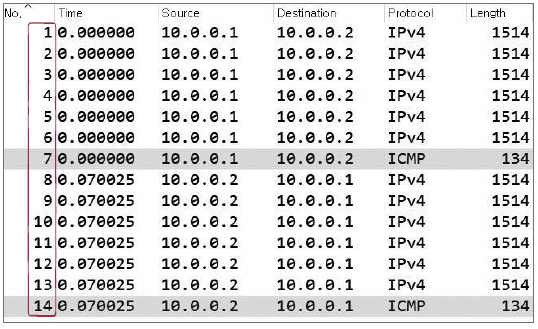 No. Time Source Destination Protocol Length
1 0.000000 10.0.0.1 10.0.0.2 IPv4 1514
2 0.000000 10.0.0.1 10.0.0.2 IPv4 1514
3 0.000000 10.0.0.1 10.0.0.2 IPv4 1514
4 0.000000 10.0.0.1 10.0.0.2 IPv4 1514
5 0.000000 10.0.0.1 10.0.0.2 IPv4 1514
6 0.000000 10.0.0.1 10.0.0.2 IPv4 1514
7 0.000000 10.0.0.1 10.0.0.2 ICMP 134
8 0.070025 10.0.0.2 10.0.0.1 IPv4 1514
9 0.070025 10.0.0.2 10.0.0.1 IPv4 1514
10 0.070025 10.0.0.2 10.0.0.1 IPv4 1514
11 0.070025 10.0.0.2 10.0.0.1 IPv4 1514
12 0.070025 10.0.0.2 10.0.0.1 IPv4 1514
13 0.070025 10.0.0.2 10.0.0.1 IPv4 1514
14 0.070025 10.0.0.2 10.0.0.1 ICMP 134